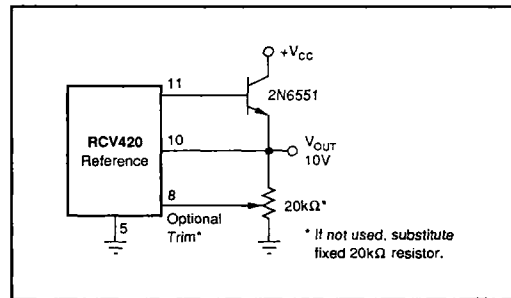 +VCC
11
2N6551
RCV420
Reference
10
VOUT
10V
8
20kΩ*
5
Optional
Trim*
* If not used, substitute
fixed 20kΩ resistor.